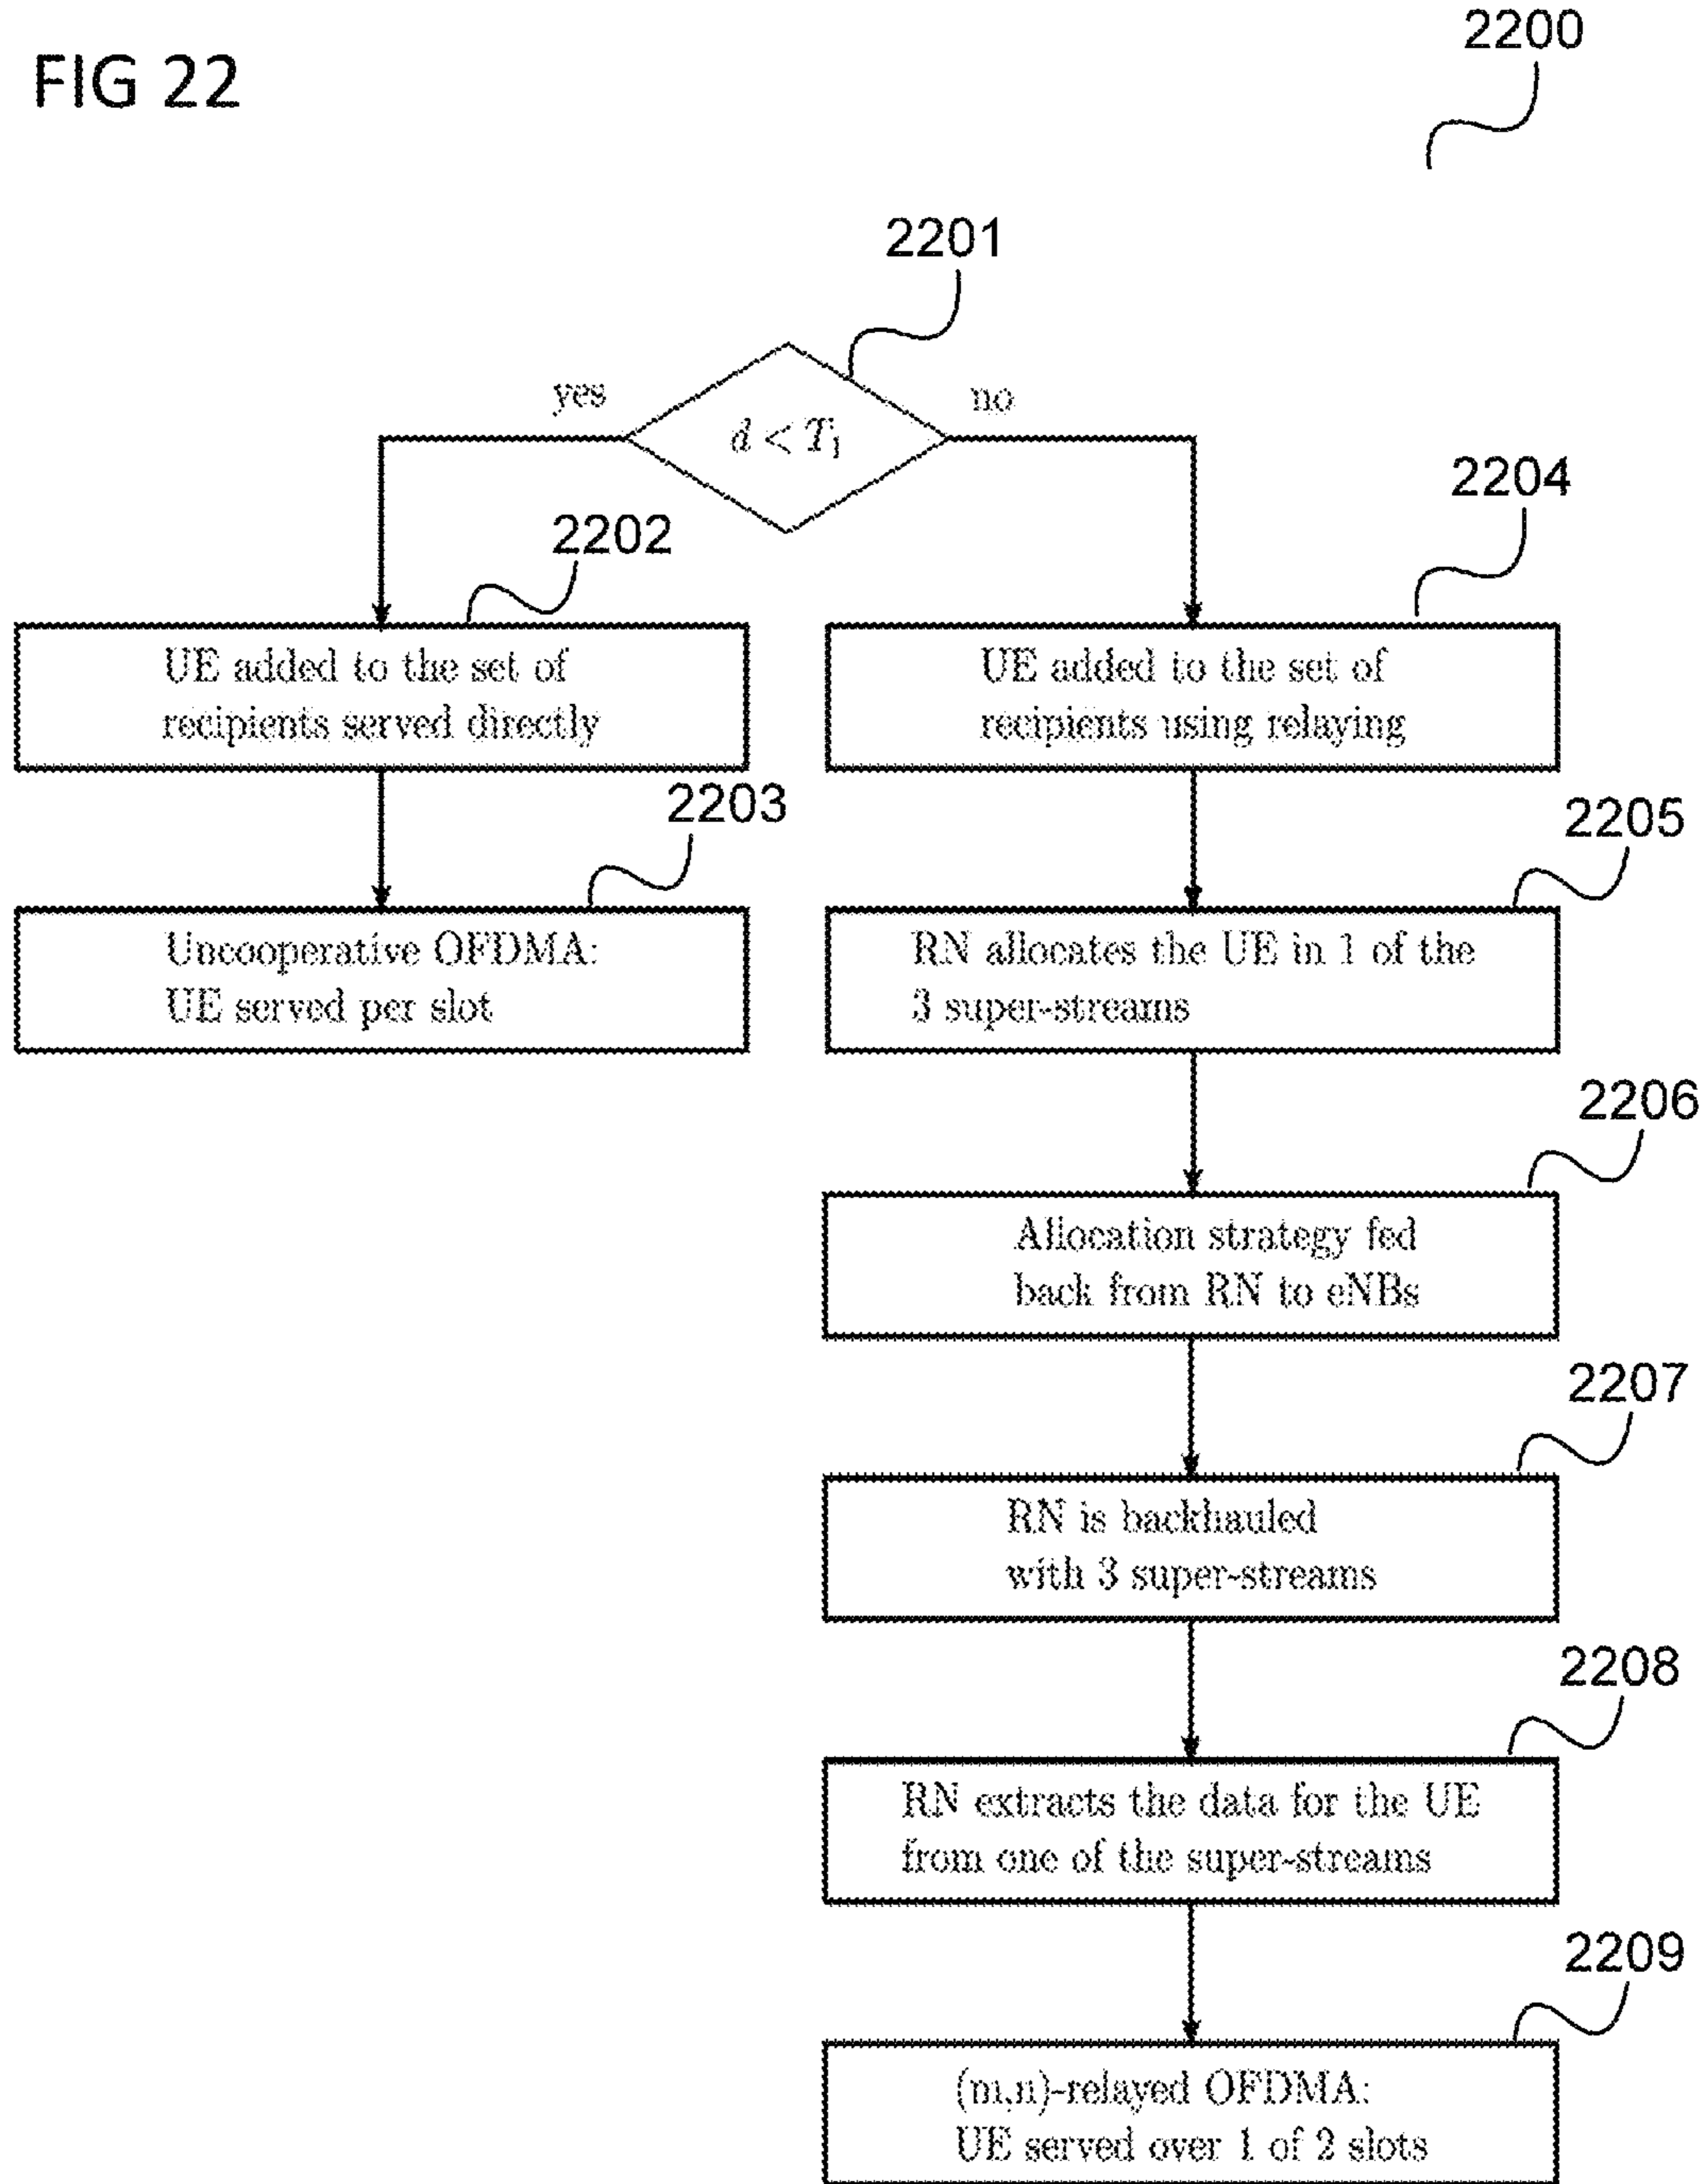 2200
FIG 22
2201
yes
no
d < T₁
2204
2202
UE added to the set of
recipients served directly
UE added to the set of
recipients using relaying
2203
2205
Uncooperative OFDMA:
UE served per slot
RN allocates the UE in 1 of the
3 super-streams
2206
Allocation strategy fed
back from RN to eNBs
2207
RN is backhauled
with 3 super-streams
2208
RN extracts the data for the UE
from one of the super-streams
2209
(m,n)-relayed OFDMA:
UE served over 1 of 2 slots